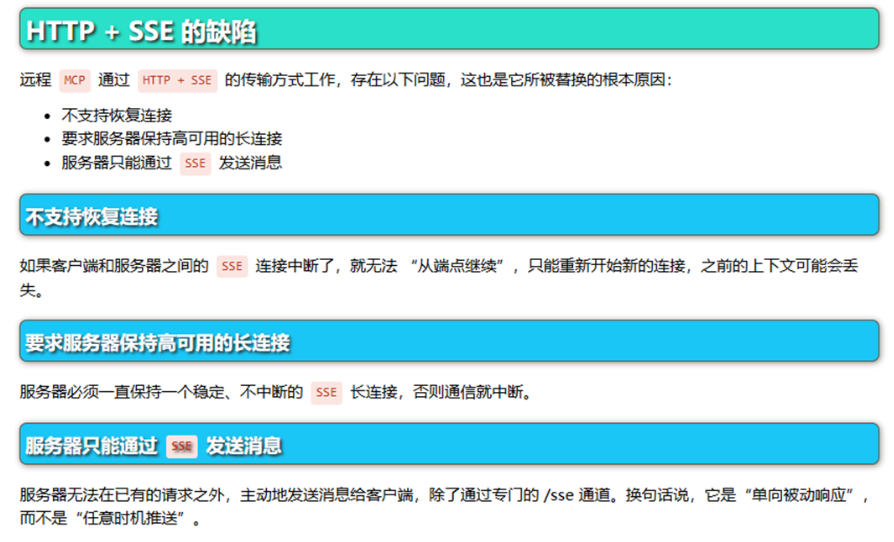 HTTP + SSE 的缺陷
远程 MCP 通过 HTTP + SSE 的传输方式工作，存在以下问题，这也是它所被替换的根本原因：
• 不支持恢复连接
• 要求服务器保持高可用的长连接
• 服务器只能通过 SSE 发送消息
不支持恢复连接
如果客户端和服务器之间的 SSE 连接中断了，就无法 “从端点继续”，只能重新开始新的连接，之前的上下文可能会丢
失。
要求服务器保持高可用的长连接
服务器必须一直保持一个稳定、不中断的 SSE 长连接，否则通信就中断。
服务器只能通过 SSE 发送消息
服务器无法在已有的请求之外，主动地发送消息给客户端，除了通过专门的 /sse 通道。换句话说，它是“单向被动响应”，
而不是“任意时机推送”。